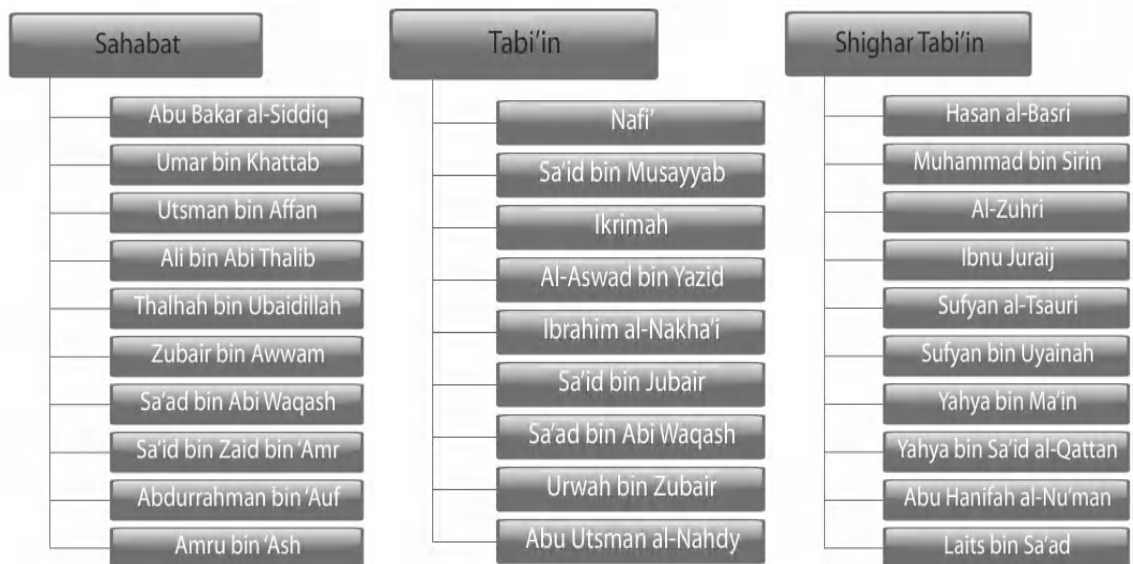 Sahabat
Abu Bakar al-Siddiq
Umar bin Khattab
Utsman bin Affan
Ali bin Abi Thalib
Thalhah bin Ubaidillah
Zubair bin Awwam
Sa'ad bin Abi Waqash
Sa'id bin Zaid bin 'Amr
Abdurrahman bin 'Auf
Amru bin 'Ash
Tabi'in
Nafi'
Sa'id bin Musayyab
Ikrimah
Al-Aswad bin Yazid
Ibrahim al-Nakha'i
Sa'id bin Jubair
Sa'ad bin Abi Waqash
Urwah bin Zubair
Abu Utsman al-Nahdy
Shighar Tabi'in
Hasan al-Basri
Muhammad bin Sirin
Al-Zuhri
Ibnu Juraij
Sufyan al-Tsauri
Sufyan bin Uyainah
Yahya bin Ma'in
Yahya bin Sa'id al-Qattan
Abu Hanifah al-Nu'man
Laits bin Sa'ad